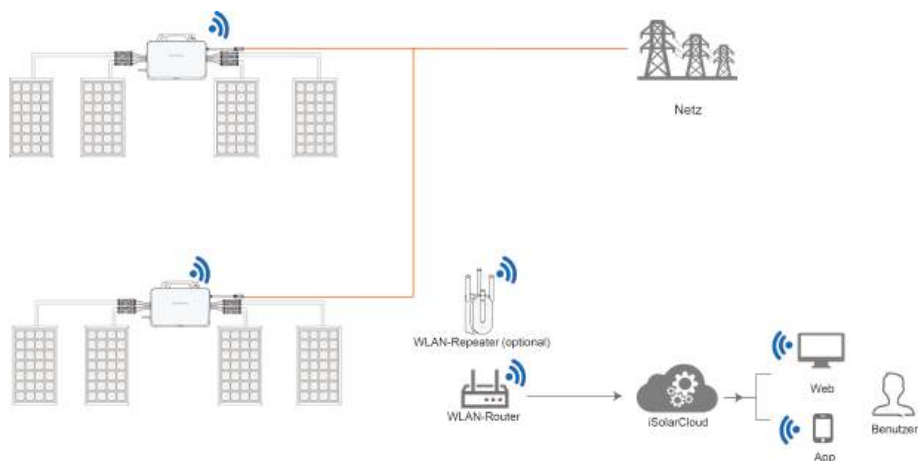 Netz
WLAN-Repeater (optional)
WLAN-Router
iSolarCloud
Web
App
Benutzer